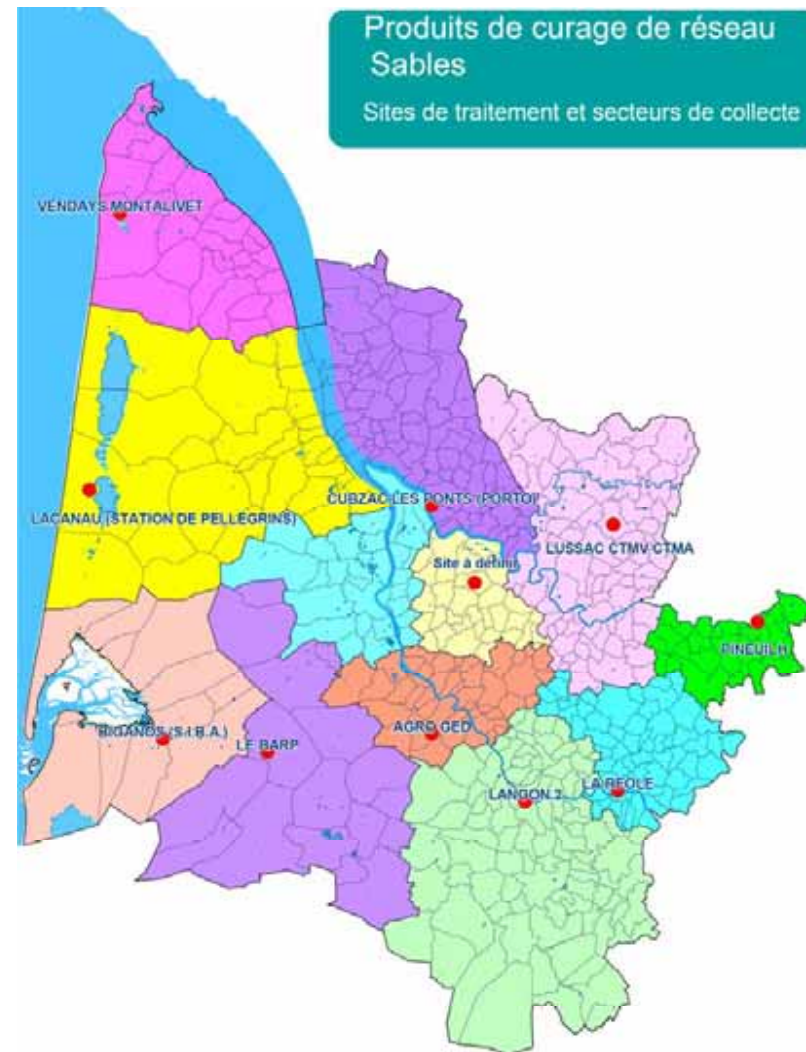 Produits de curage de réseau
Sables
Sites de traitement et secteurs de collecte
VENDAYS MONTALIVET
LACANAU (STATION DE PELLEGRINS)
CUBZAC LES PONTS (PORTO)
LUSSAC CTMV CTMA
Site à définir
PINEUILH
BIGANOS (S.I.B.A.)
LE BARP
AGRO GED
LANGON 2
LA REOLE